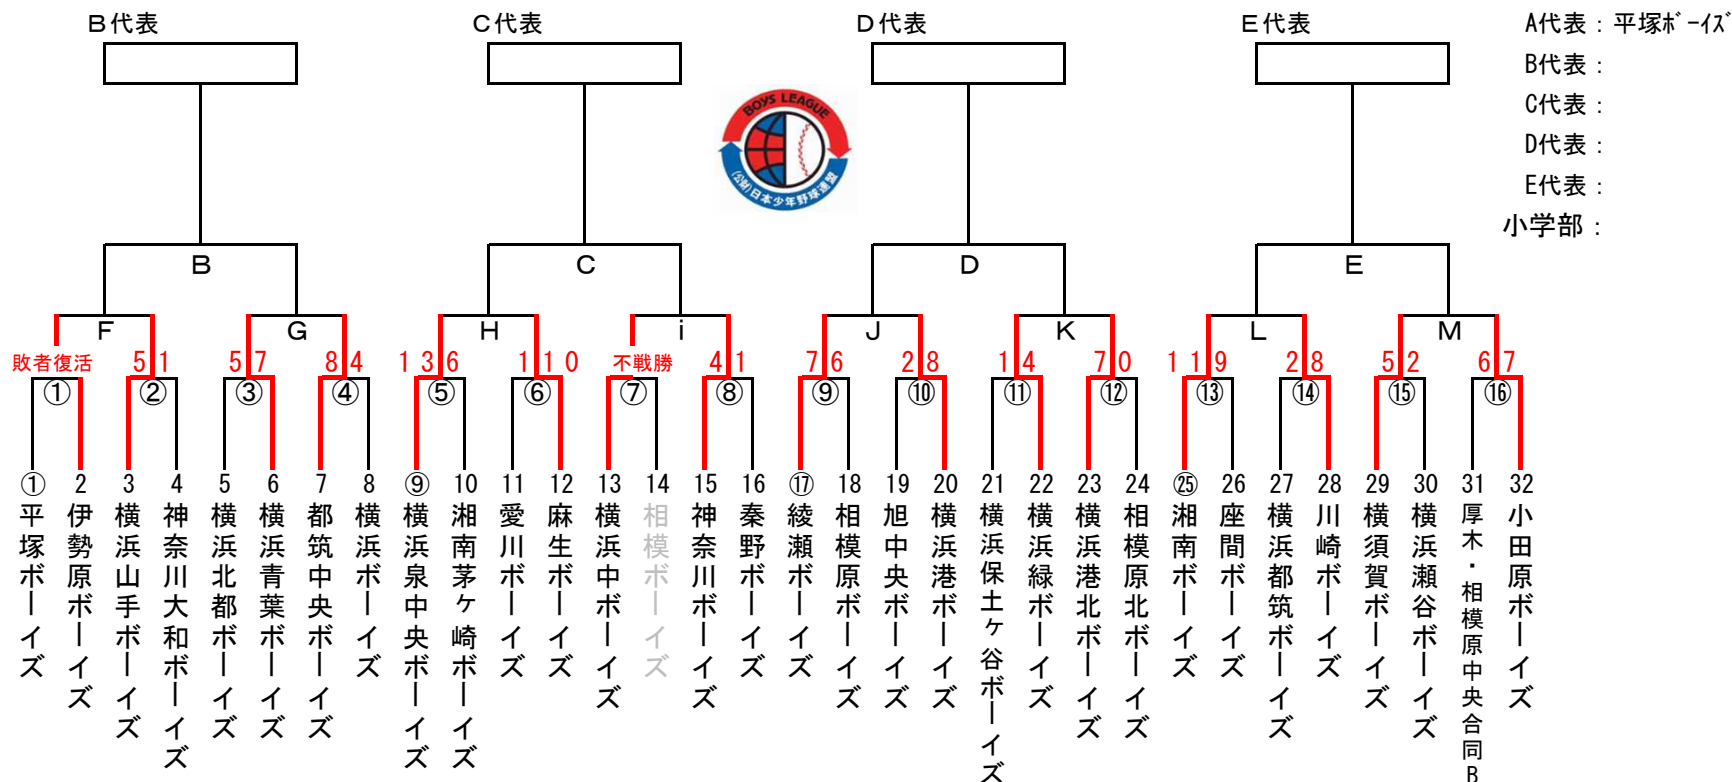 B代表
C代表
D代表
E代表
A代表：平塚ﾎﾞｰｲｽﾞ
B代表：
C代表：
D代表：
E代表：
小学部：
BOYS LEAGUE
(公財)日本少年野球連盟
B
C
D
E
F
G
H
i
J
K
L
M
敗者復活
5 1
5 7
8 4
13 6
1 10
不戦勝
4 1
7 6
2 8
1 4
7 0
11 9
2 8
5 2
6 7
①
②
③
④
⑤
⑥
⑦
⑧
⑨
⑩
⑪
⑫
⑬
⑭
⑮
⑯
① 平塚ボーイズ
2 伊勢原ボーイズ
3 横浜山手ボーイズ
4 神奈川大和ボーイズ
5 横浜北都ボーイズ
6 横浜青葉ボーイズ
7 都筑中央ボーイズ
8 横浜ボーイズ
⑨ 横浜泉中央ボーイズ
10 湘南茅ヶ崎ボーイズ
11 愛川ボーイズ
12 麻生ボーイズ
13 横浜中ボーイズ
14 相模ボーイズ
15 神奈川ボーイズ
16 秦野ボーイズ
⑰ 綾瀬ボーイズ
18 相模原ボーイズ
19 旭中央ボーイズ
20 横浜港ボーイズ
21 横浜保土ヶ谷ボーイズ
22 横浜緑ボーイズ
23 横浜港北ボーイズ
24 相模原北ボーイズ
㉕ 湘南ボーイズ
26 座間ボーイズ
27 横浜都筑ボーイズ
28 川崎ボーイズ
29 横須賀ボーイズ
30 横浜瀬谷ボーイズ
31 厚木・相模原中央合同B
32 小田原ボーイズ